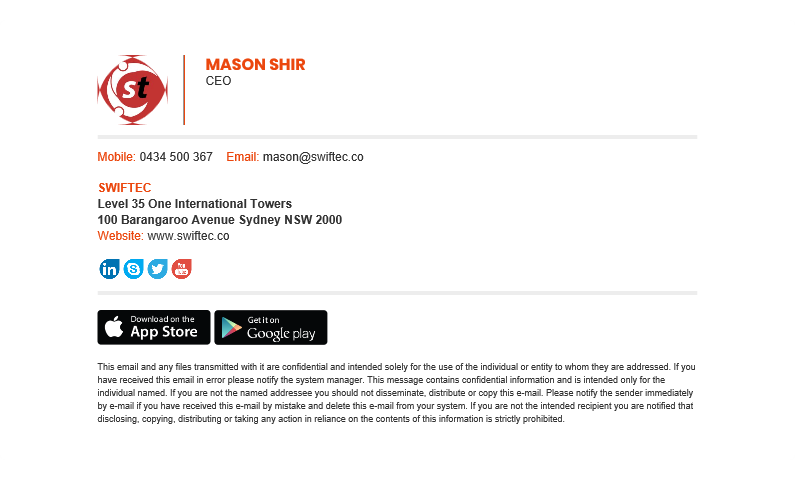 st
MASON SHIR
CEO
Mobile: 0434 500 367 Email: mason@swiftec.co
SWIFTEC
Level 35 One International Towers
100 Barangaroo Avenue Sydney NSW 2000
Website: www.swiftec.co
in
Download on the
App Store
Get it on
Google play
This email and any files transmitted with it are confidential and intended solely for the use of the individual or entity to whom they are addressed. If you
have received this email in error please notify the system manager. This message contains confidential information and is intended only for the
individual named. If you are not the named addressee you should not disseminate, distribute or copy this e-mail. Please notify the sender immediately
by e-mail if you have received this e-mail by mistake and delete this e-mail from your system. If you are not the intended recipient you are notified that
disclosing, copying, distributing or taking any action in reliance on the contents of this information is strictly prohibited.